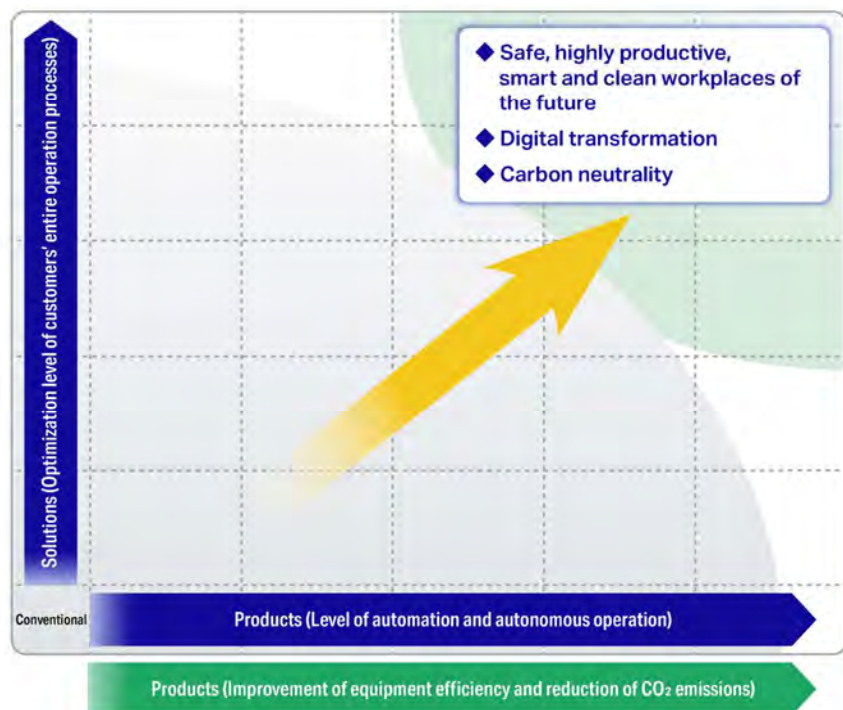 Solutions (Optimization level of customers' entire operation processes)
◆ Safe, highly productive,
smart and clean workplaces of
the future
◆ Digital transformation
◆ Carbon neutrality
Conventional
Products (Level of automation and autonomous operation)
Products (Improvement of equipment efficiency and reduction of CO₂ emissions)